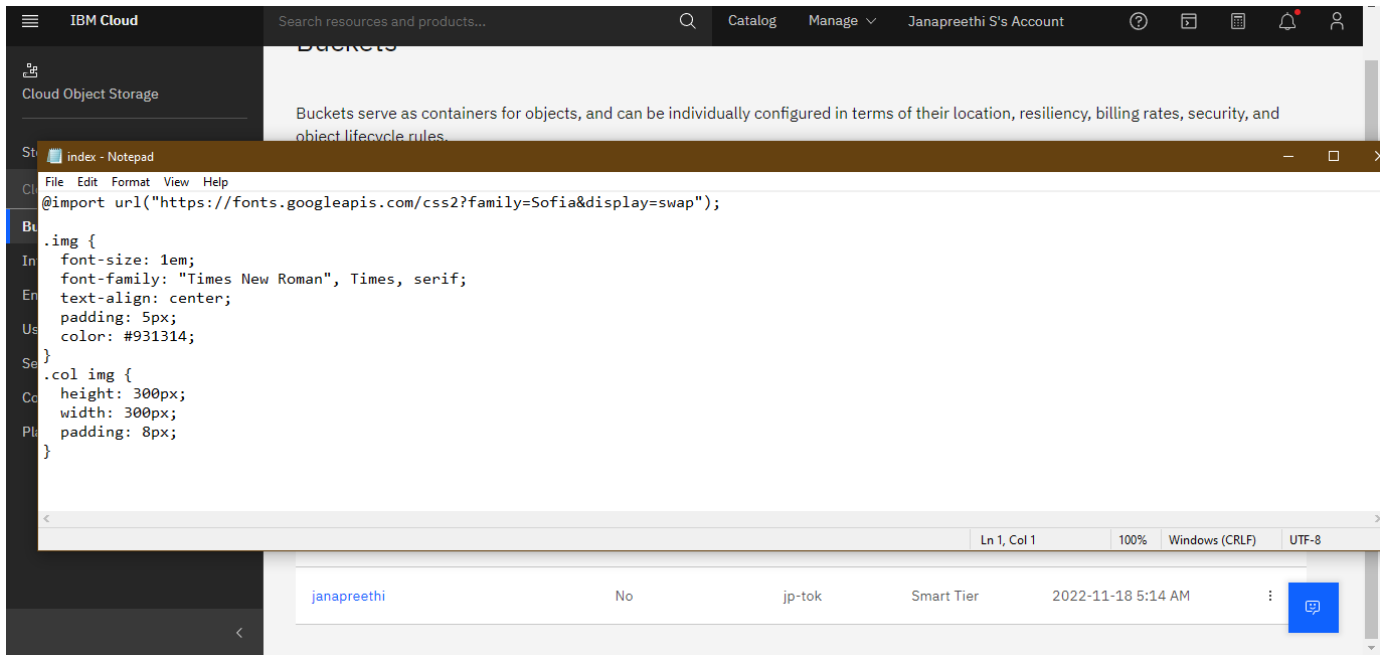 IBM Cloud
Search resources and products...
Catalog
Manage
Janapreethi S's Account
Cloud Object Storage
Buckets
Buckets serve as containers for objects, and can be individually configured in terms of their location, resiliency, billing rates, security, and
object lifecycle rules.
index - Notepad
File Edit Format View Help
@import url("https://fonts.googleapis.com/css2?family=Sofia&display=swap");
.img {
font-size: 1em;
font-family: "Times New Roman", Times, serif;
text-align: center;
padding: 5px;
color: #931314;
}
.col img {
height: 300px;
width: 300px;
padding: 8px;
}
Ln 1, Col 1
100%
Windows (CRLF)
UTF-8
janapreethi No jp-tok Smart Tier 2022-11-18 5:14 AM